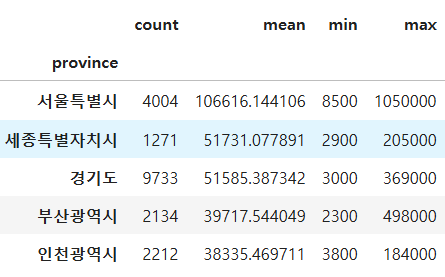 count mean min max
province
서울특별시 4004 106616.144106 8500 1050000
세종특별자치시 1271 51731.077891 2900 205000
경기도 9733 51585.387342 3000 369000
부산광역시 2134 39717.544049 2300 498000
인천광역시 2212 38335.469711 3800 184000